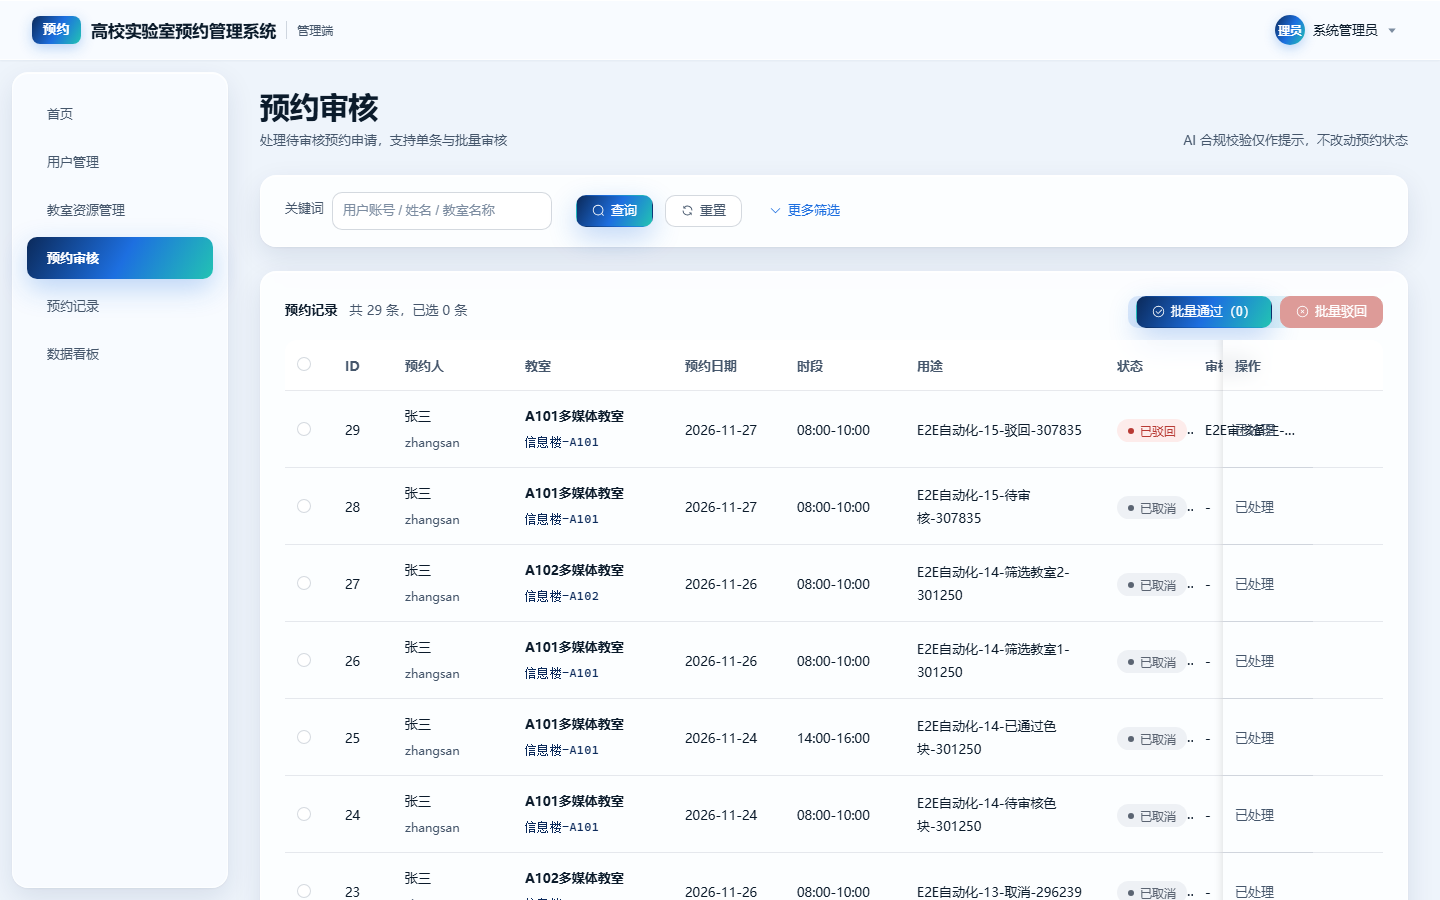 预约 高校实验室预约管理系统 管理端
理员 系统管理员
首页
用户管理
教室资源管理
预约审核
预约记录
数据看板
预约审核
处理待审核预约申请，支持单条与批量审核
AI 合规校验仅作提示，不改动预约状态
关键词 用户账号 / 姓名 / 教室名称 查询 重置 更多筛选
预约记录 共 29 条，已选 0 条
批量通过（0） 批量驳回
ID 预约人 教室 预约日期 时段 用途 状态 审 操作
29 张三 A101多媒体教室 2026-11-27 08:00-10:00 E2E自动化-15-驳回-307835 已驳回 .. E2E审核备注-...
zhangsan 信息楼-A101
28 张三 A101多媒体教室 2026-11-27 08:00-10:00 E2E自动化-15-待审 已取消 .. - 已处理
zhangsan 信息楼-A101 核-307835
27 张三 A102多媒体教室 2026-11-26 08:00-10:00 E2E自动化-14-筛选教室2- 已取消 .. - 已处理
zhangsan 信息楼-A102 301250
26 张三 A101多媒体教室 2026-11-26 08:00-10:00 E2E自动化-14-筛选教室1- 已取消 .. - 已处理
zhangsan 信息楼-A101 301250
25 张三 A101多媒体教室 2026-11-24 14:00-16:00 E2E自动化-14-已通过色 已取消 .. - 已处理
zhangsan 信息楼-A101 块-301250
24 张三 A101多媒体教室 2026-11-24 08:00-10:00 E2E自动化-14-待审核色 已取消 .. - 已处理
zhangsan 信息楼-A101 块-301250
23 张三 A102多媒体教室 2026-11-26 08:00-10:00 E2E自动化-13-取消-296239 已取消 .. - 已处理